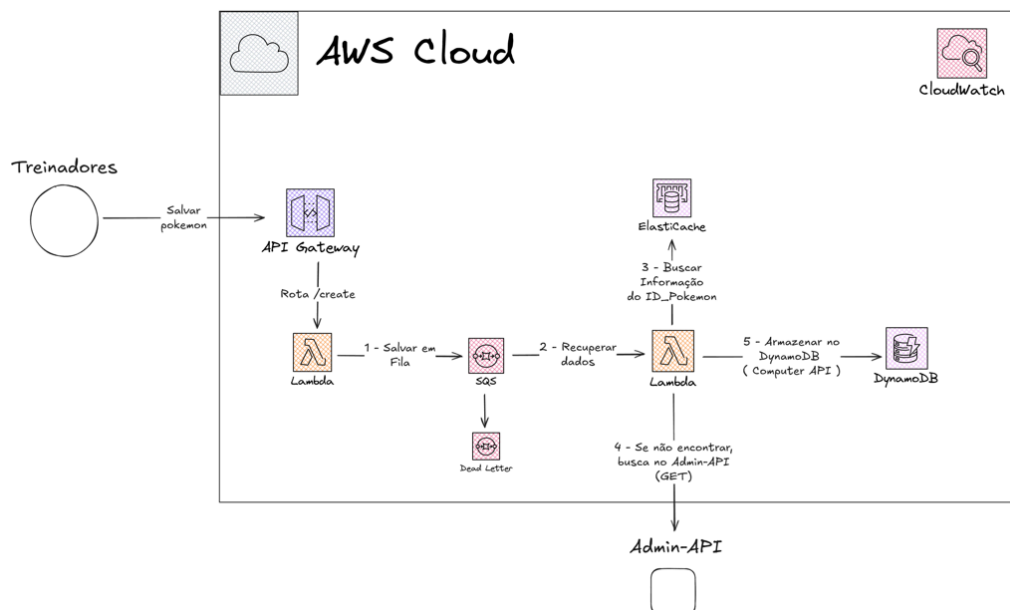 AWS Cloud
CloudWatch
Treinadores
Salvar
pokemon
API Gateway
Rota /create
Lambda
1 - Salvar em
Fila
SQS
Dead Letter
2 - Recuperar
dados
ElastiCache
3 - Buscar
Informação
do ID_Pokemon
Lambda
5 - Armazenar no
DynamoDB
( Computer API )
DynamoDB
4 - Se não encontrar,
busca no Admin-API
(GET)
Admin-API